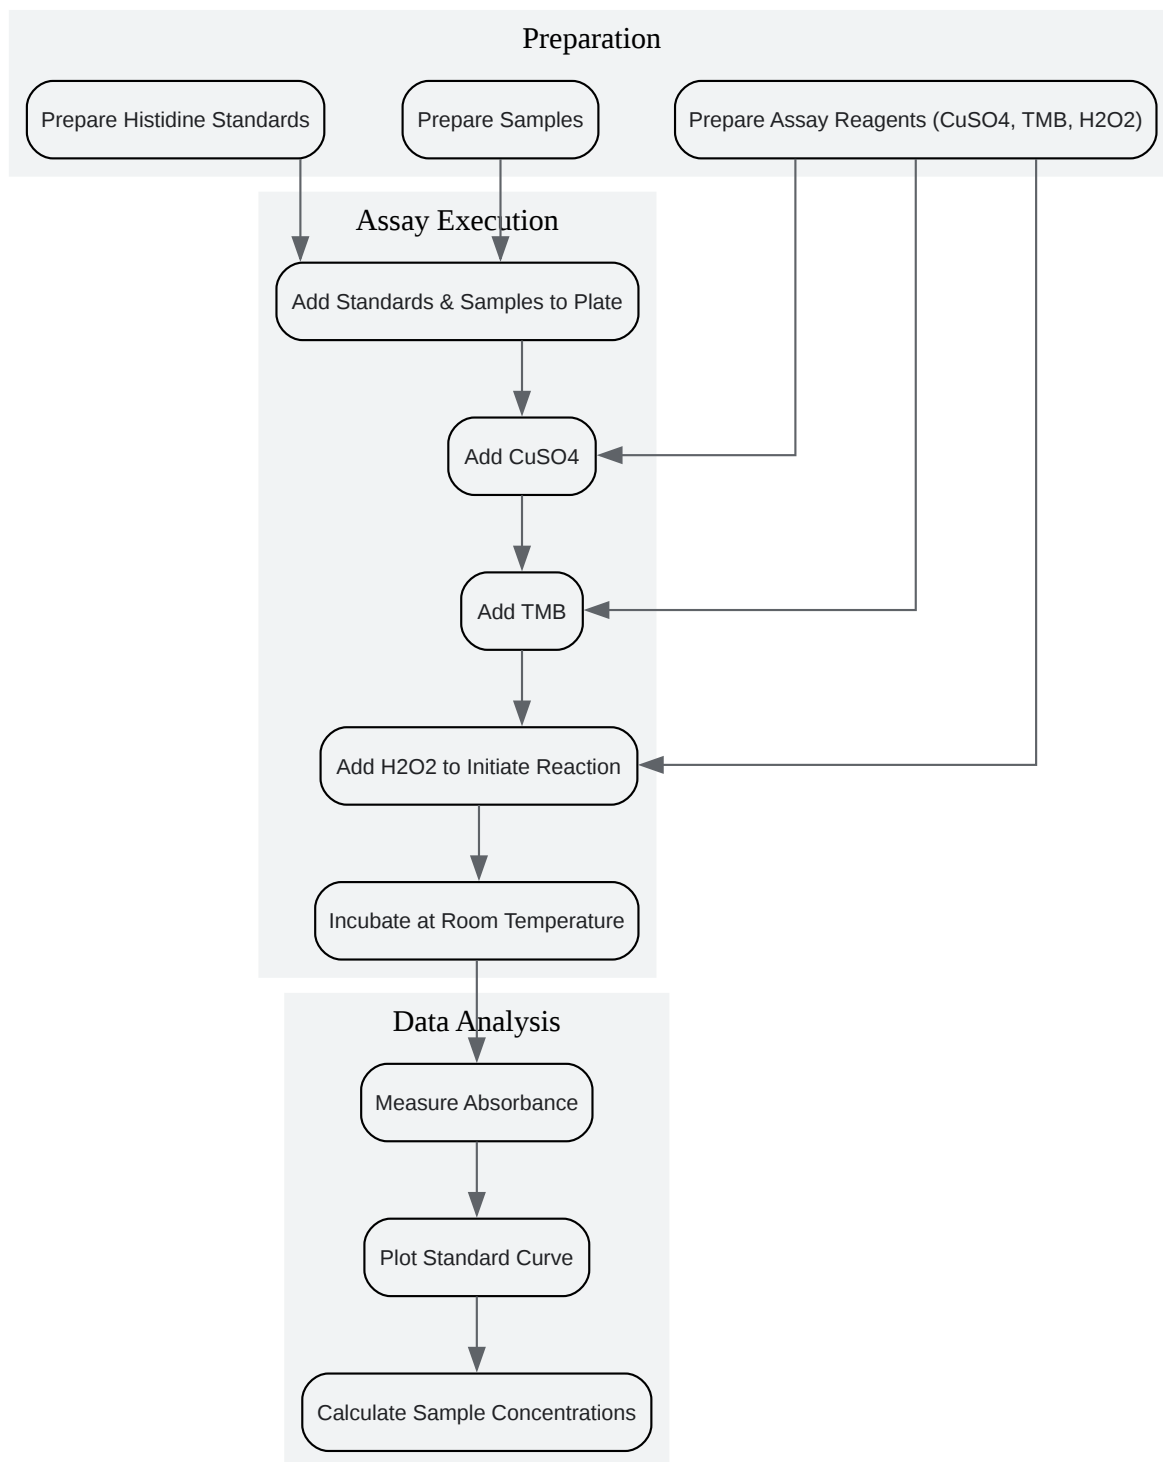 Preparation
Prepare Histidine Standards
Prepare Samples
Prepare Assay Reagents (CuSO4, TMB, H2O2)
Assay Execution
Add Standards & Samples to Plate
Add CuSO4
Add TMB
Add H2O2 to Initiate Reaction
Incubate at Room Temperature
Data Analysis
Measure Absorbance
Plot Standard Curve
Calculate Sample Concentrations